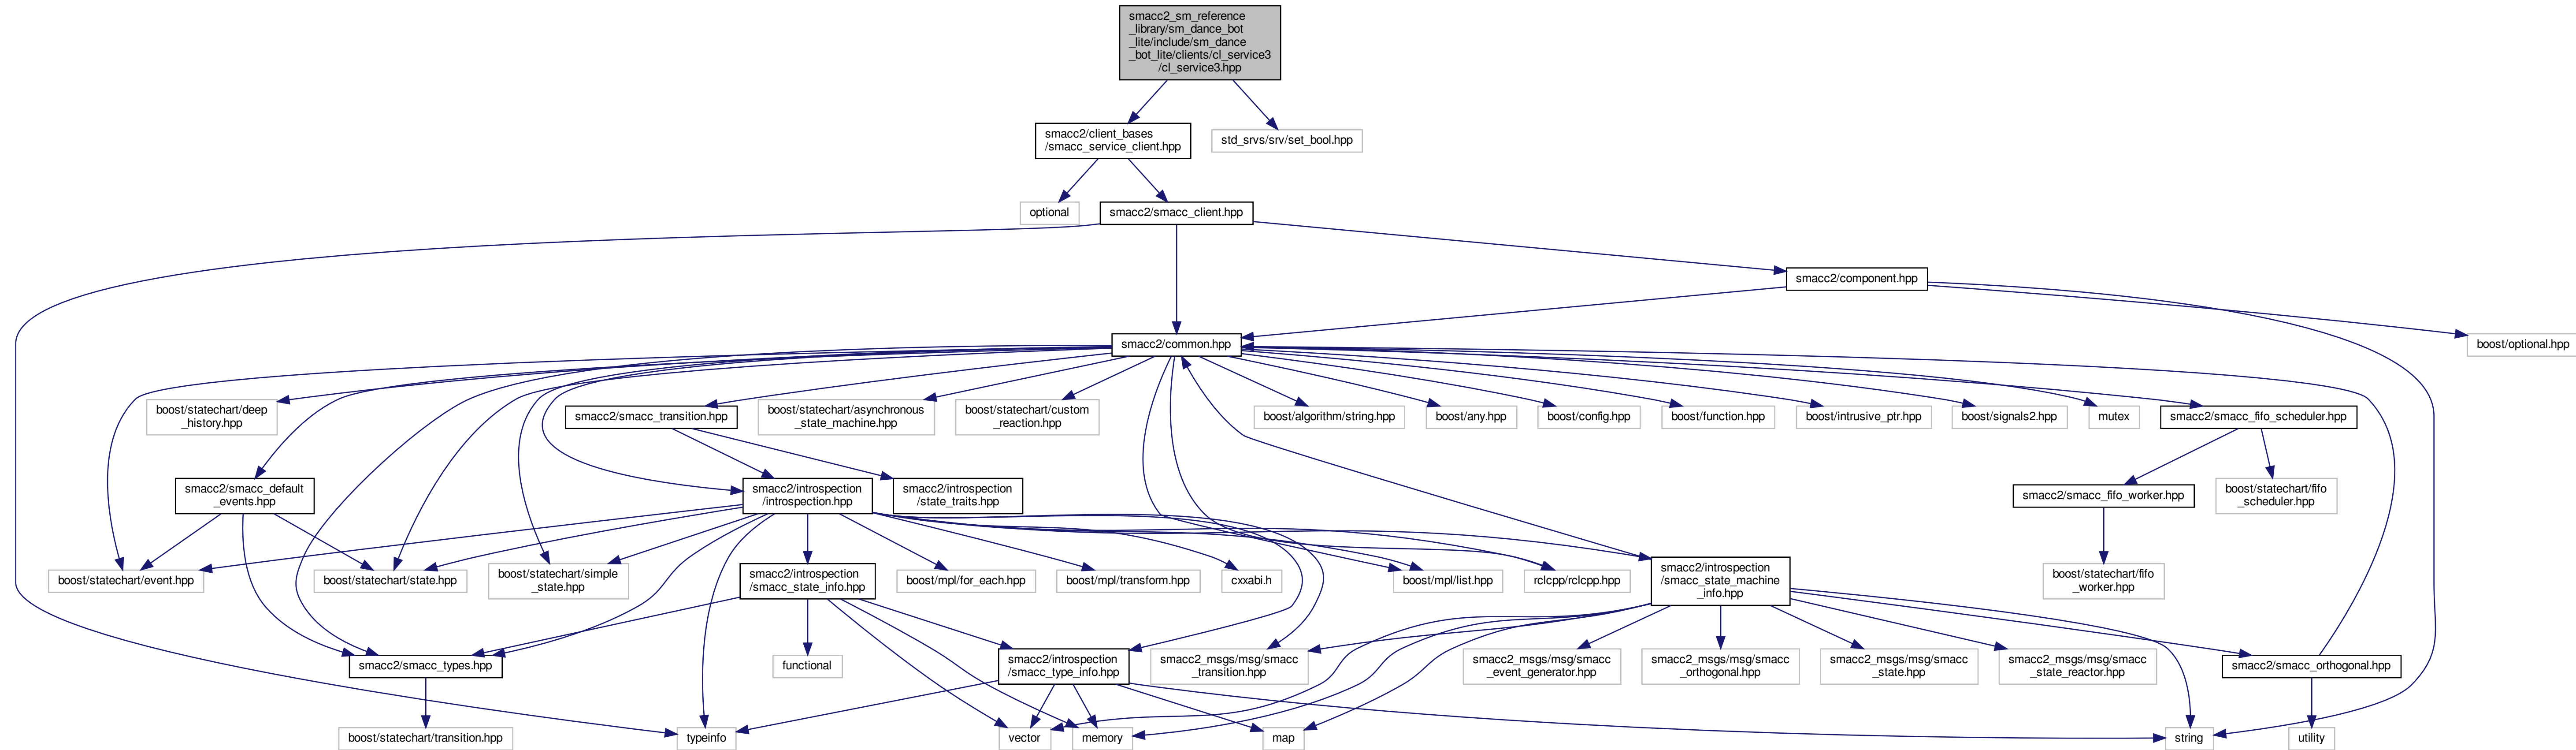 smacc2_sm_reference
_library/sm_dance_bot
_lite/include/sm_dance
_bot_lite/clients/cl_service3
/cl_service3.hpp
smacc2/client_bases
/smacc_service_client.hpp
std_srvs/srv/set_bool.hpp
optional
smacc2/smacc_client.hpp
smacc2/component.hpp
smacc2/common.hpp
boost/optional.hpp
boost/statechart/deep
_history.hpp
smacc2/smacc_transition.hpp
boost/statechart/asynchronous
_state_machine.hpp
boost/statechart/custom
_reaction.hpp
boost/algorithm/string.hpp
boost/any.hpp
boost/config.hpp
boost/function.hpp
boost/intrusive_ptr.hpp
boost/signals2.hpp
mutex
smacc2/smacc_fifo_scheduler.hpp
smacc2/smacc_default
_events.hpp
smacc2/introspection
/introspection.hpp
smacc2/introspection
/state_traits.hpp
smacc2/smacc_fifo_worker.hpp
boost/statechart/fifo
_scheduler.hpp
boost/statechart/event.hpp
boost/statechart/state.hpp
boost/statechart/simple
_state.hpp
smacc2/introspection
/smacc_state_info.hpp
boost/mpl/for_each.hpp
boost/mpl/transform.hpp
cxxabi.h
boost/mpl/list.hpp
rclcpp/rclcpp.hpp
smacc2/introspection
/smacc_state_machine
_info.hpp
boost/statechart/fifo
_worker.hpp
smacc2/smacc_types.hpp
functional
smacc2/introspection
/smacc_type_info.hpp
smacc2_msgs/msg/smacc
_transition.hpp
smacc2_msgs/msg/smacc
_event_generator.hpp
smacc2_msgs/msg/smacc
_orthogonal.hpp
smacc2_msgs/msg/smacc
_state.hpp
smacc2_msgs/msg/smacc
_state_reactor.hpp
smacc2/smacc_orthogonal.hpp
boost/statechart/transition.hpp
typeinfo
vector
memory
map
string
utility